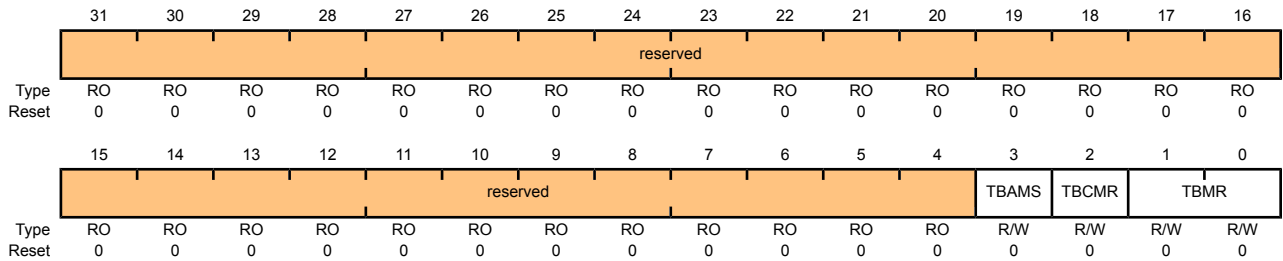 31 30 29 28 27 26 25 24 23 22 21 20 19 18 17 16
reserved
Type RO RO RO RO RO RO RO RO RO RO RO RO RO RO RO RO
Reset 0 0 0 0 0 0 0 0 0 0 0 0 0 0 0 0
15 14 13 12 11 10 9 8 7 6 5 4 3 2 1 0
reserved TBAMS TBCMR TBMR
Type RO RO RO RO RO RO RO RO RO RO RO RO R/W R/W R/W R/W
Reset 0 0 0 0 0 0 0 0 0 0 0 0 0 0 0 0